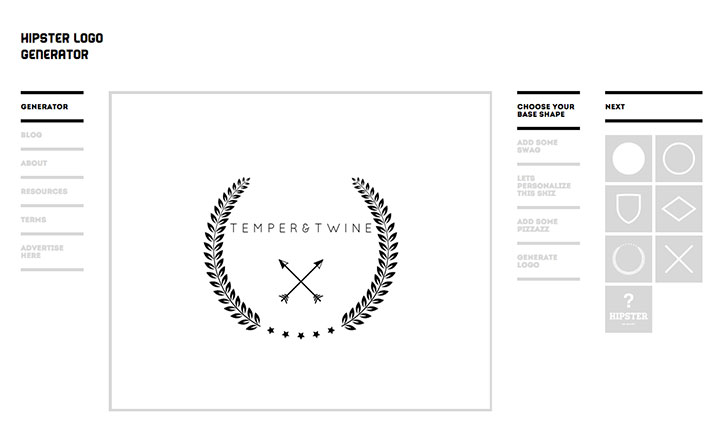 HIPSTER LOGO
GENERATOR
GENERATOR
BLOG
ABOUT
RESOURCES
TERMS
ADVERTISE
HERE
TEMPER&TWINE
CHOOSE YOUR
BASE SHAPE
ADD SOME
SWAG
LETS
PERSONALIZE
THIS SHIZ
ADD SOME
PIZZAZZ
GENERATE
LOGO
NEXT
?
HIPSTER